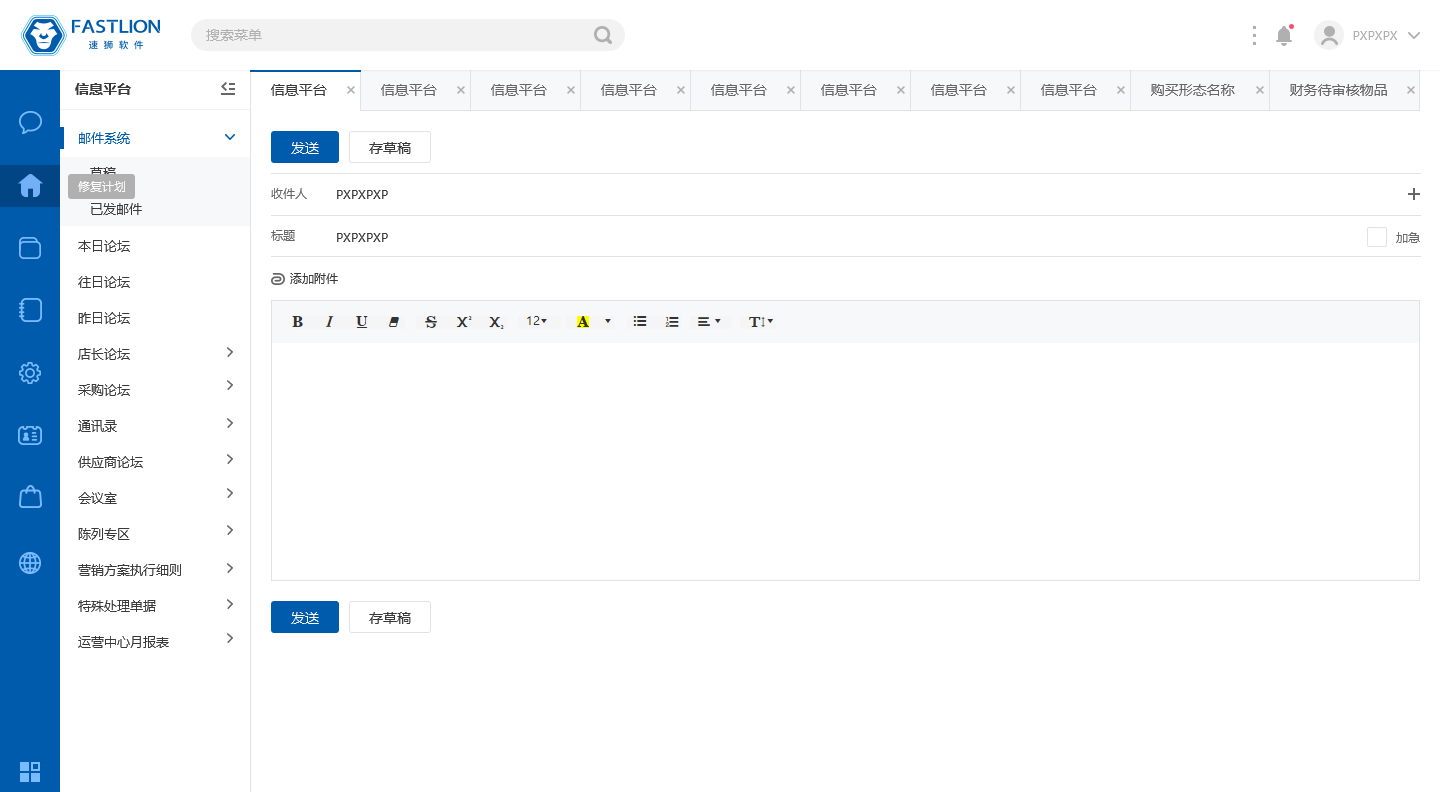 FASTLION
速狮软件
搜索菜单
PXPXPX
信息平台
信息平台 信息平台 信息平台 信息平台 信息平台 信息平台 信息平台 信息平台 购买形态名称 财务待审核物品
邮件系统
草稿
修复计划
已发邮件
本日论坛
往日论坛
昨日论坛
店长论坛
采购论坛
通讯录
供应商论坛
会议室
陈列专区
营销方案执行细则
特殊处理单据
运营中心月报表
发送 存草稿
收件人 PXPXPXP
标题 PXPXPXP 加急
添加附件
B I U S X² X₂ 12 A T
发送 存草稿